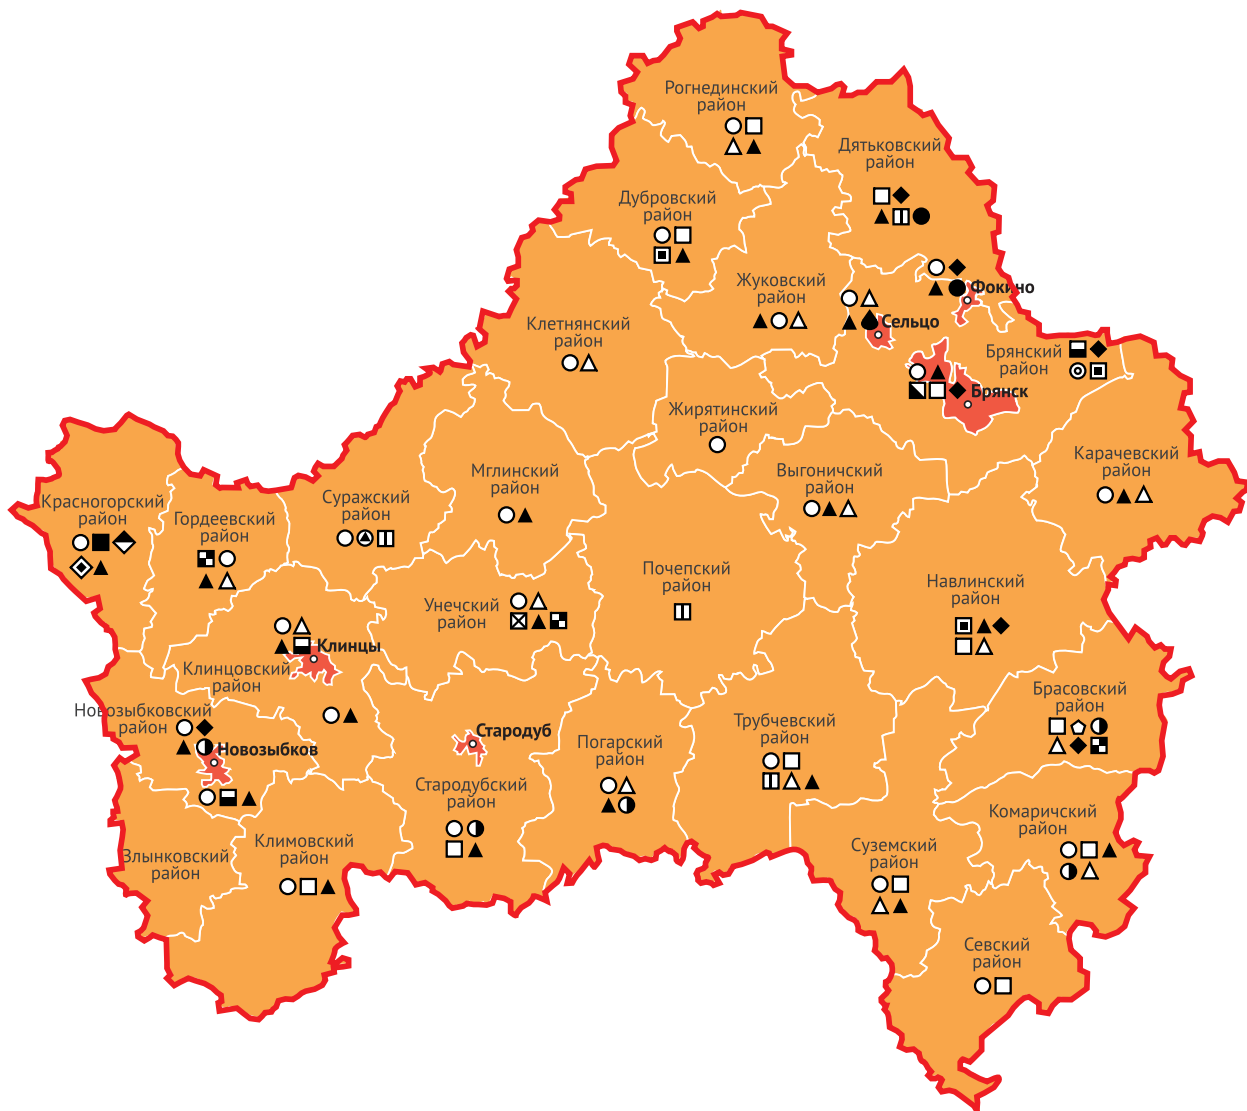 Рогнединский
район
Дятьковский
район
Дубровский
район
Жуковский
район
Фокино
Сельцо
Клетнянский
район
Брянский
район
Брянск
Жирятинский
район
Карачевский
район
Мглинский
район
Выгоничский
район
Суражский
район
Красногорский
район
Гордеевский
район
Почепский
район
Навлинский
район
Унечский
район
Клинцы
Клинцовский
район
Новозыбковский
район
Новозыбков
Стародуб
Погарский
район
Трубчевский
район
Брасовский
район
Стародубский
район
Комаричский
район
Злынковский
район
Климовский
район
Суземский
район
Севский
район